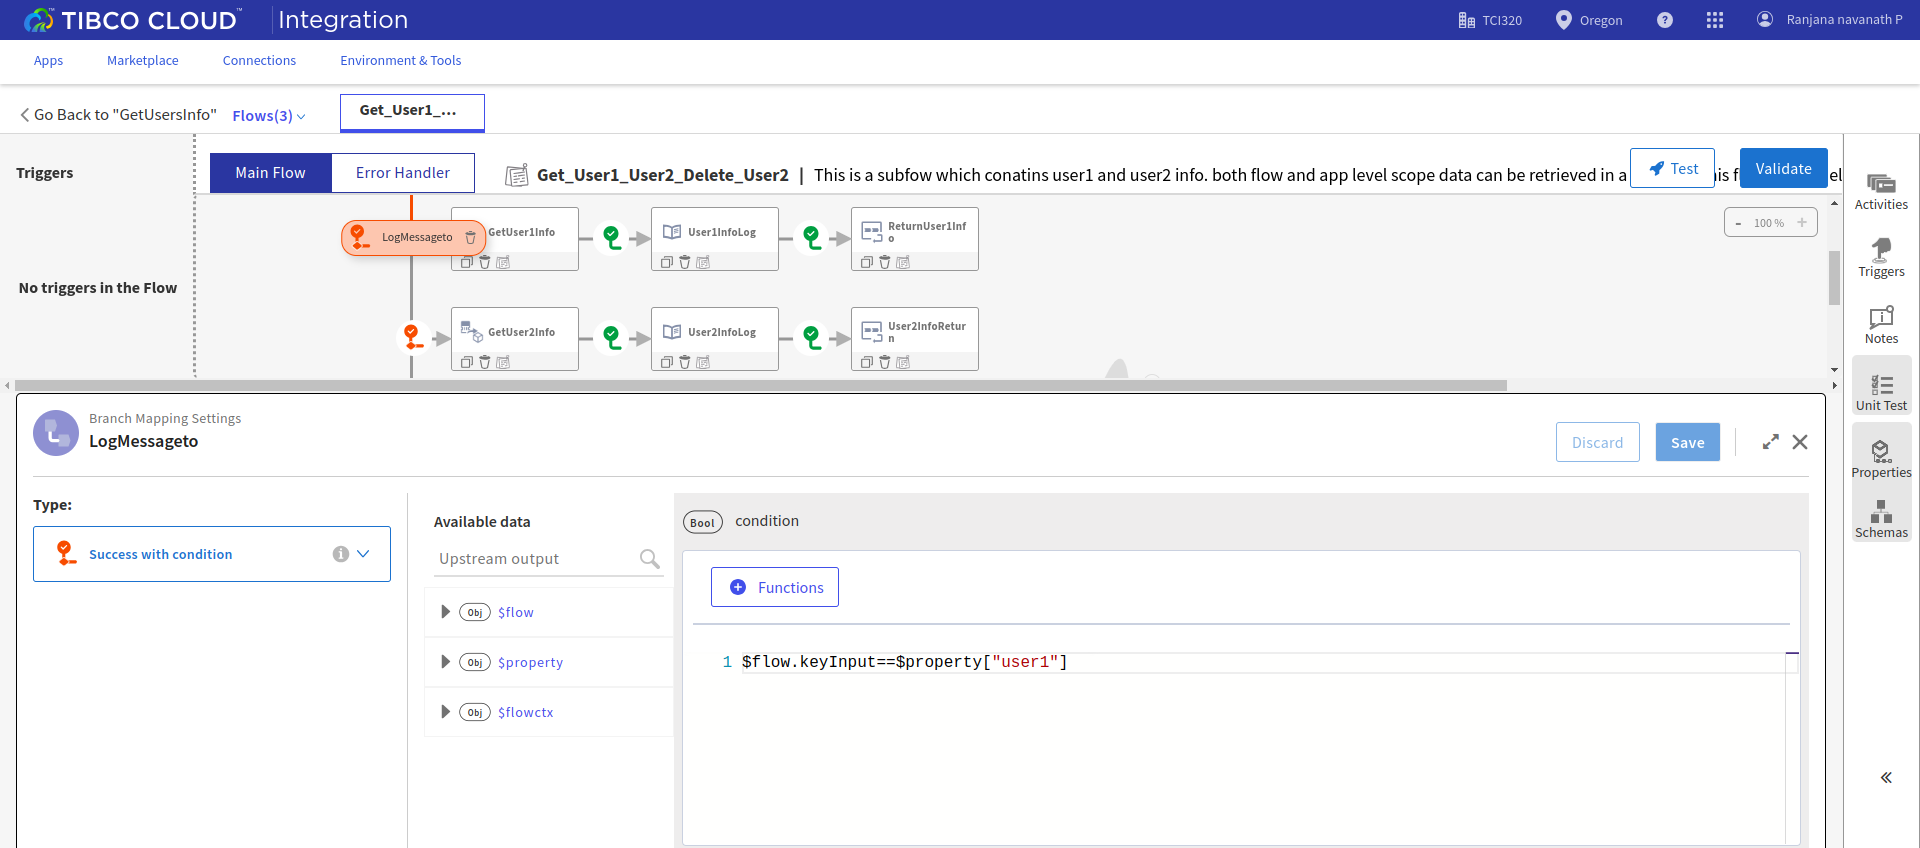 TIBCO CLOUD™ Integration
TCI320
Oregon
?
Ranjana navanath P
Apps
Marketplace
Connections
Environment & Tools
Go Back to "GetUsersInfo"
Flows(3)
Get_User1_...
Triggers
No triggers in the Flow
Main Flow
Error Handler
Get_User1_User2_Delete_User2 | This is a subfow which conatins user1 and user2 info. both flow and app level scope data can be retrieved in a
Test
is f
Validate
el
LogMessageto
GetUser1Info
User1InfoLog
ReturnUser1Inf
o
- 100 % +
GetUser2Info
User2InfoLog
User2InfoRetur
n
Activities
Triggers
Notes
Unit Test
Properties
Schemas
Branch Mapping Settings
LogMessageto
Discard
Save
Type:
Success with condition
Available data
Upstream output
Obj $flow
Obj $property
Obj $flowctx
Bool condition
Functions
1 $flow.keyInput==$property["user1"]